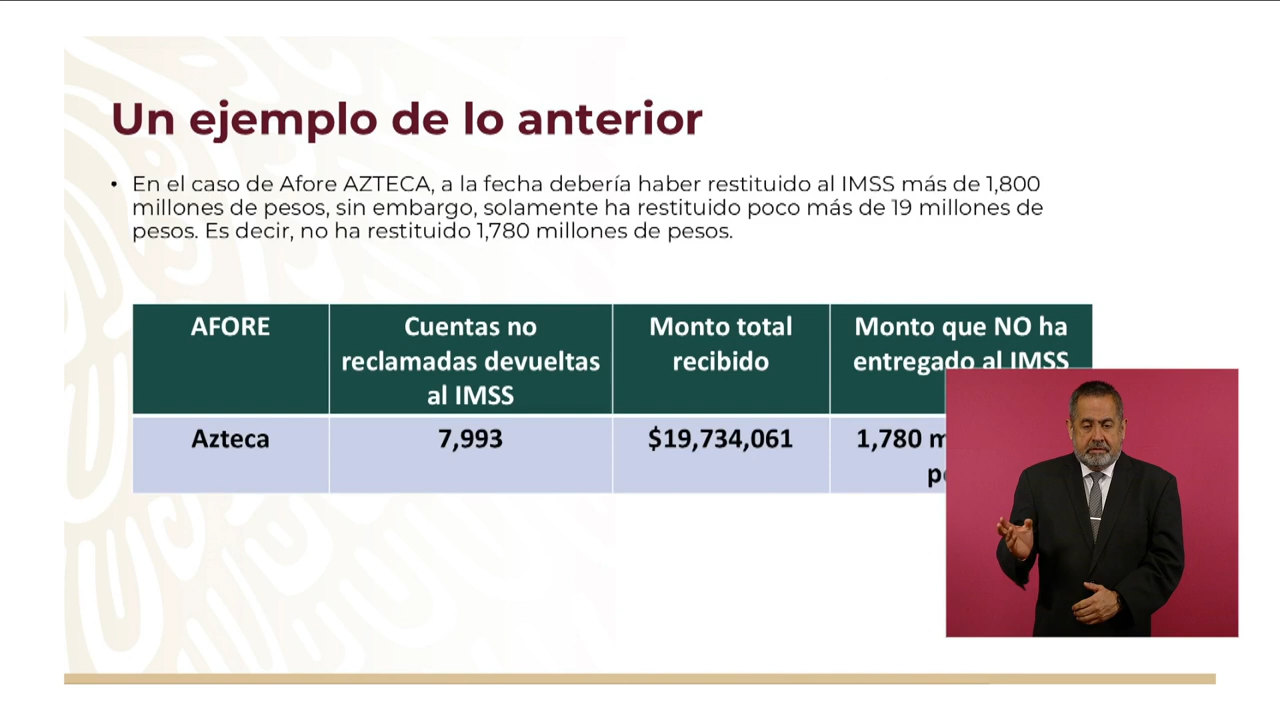 Un ejemplo de lo anterior
• En el caso de Afore AZTECA, a la fecha debería haber restituido al IMSS más de 1,800
millones de pesos, sin embargo, solamente ha restituido poco más de 19 millones de
pesos. Es decir, no ha restituido 1,780 millones de pesos.
AFORE
Cuentas no
reclamadas devueltas
al IMSS
Monto total
recibido
Monto que NO ha
entregado al IMSS
Azteca
7,993
$19,734,061
1,780